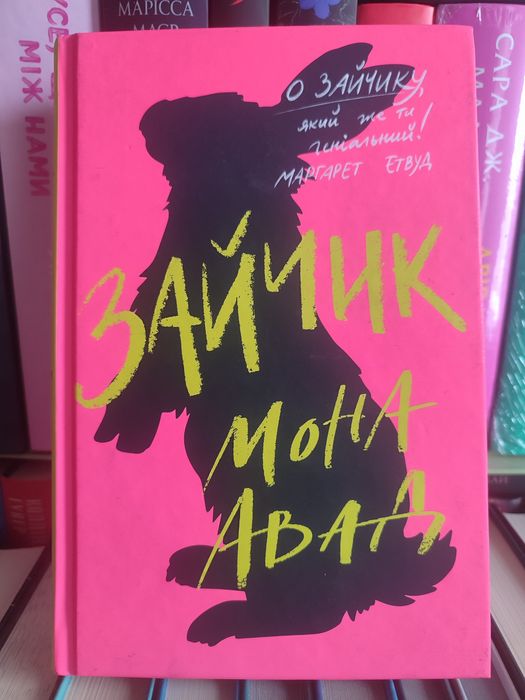 О ЗАЙЧИКУ,
який же ти
геніальний!
МАРГАРЕТ ЕТВУД
ЗАЙЧИК
МОНА
АВАД
МАРІССА
МІЖ НАМИ
САРА ДЖ.